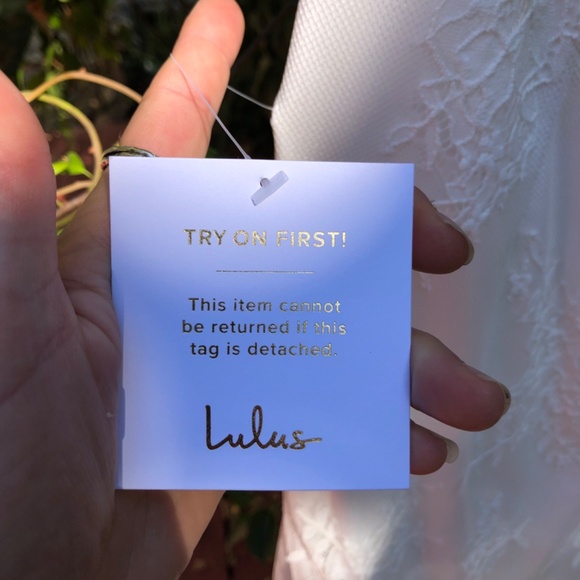 TRY ON FIRST!
This item cannot
be returned if this
tag is detached.
Lulus